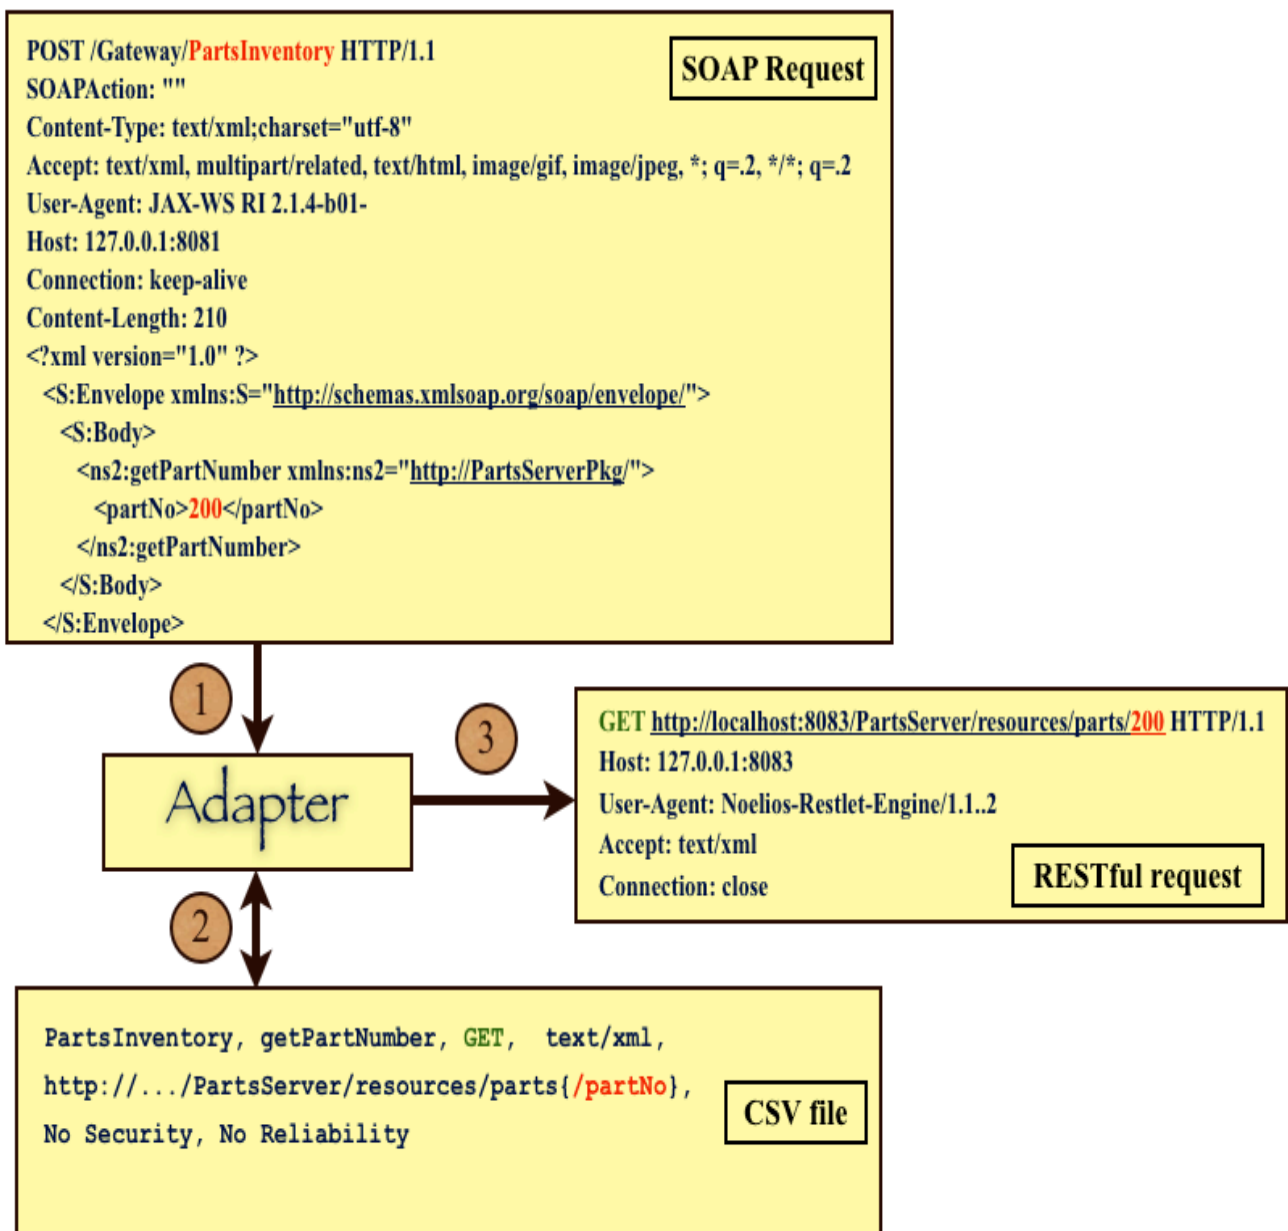 POST /Gateway/PartsInventory HTTP/1.1
SOAP Request
SOAPAction: ""
Content-Type: text/xml;charset="utf-8"
Accept: text/xml, multipart/related, text/html, image/gif, image/jpeg, *; q=.2, */*; q=.2
User-Agent: JAX-WS RI 2.1.4-b01-
Host: 127.0.0.1:8081
Connection: keep-alive
Content-Length: 210
<?xml version="1.0" ?>
<S:Envelope xmlns:S="http://schemas.xmlsoap.org/soap/envelope/">
<S:Body>
<ns2:getPartNumber xmlns:ns2="http://PartsServerPkg/">
<partNo>200</partNo>
</ns2:getPartNumber>
</S:Body>
</S:Envelope>
1
3
Adapter
GET http://localhost:8083/PartsServer/resources/parts/200 HTTP/1.1
Host: 127.0.0.1:8083
User-Agent: Noelios-Restlet-Engine/1.1..2
Accept: text/xml
Connection: close
RESTful request
2
PartsInventory, getPartNumber, GET, text/xml,
http://.../PartsServer/resources/parts{/partNo},
No Security, No Reliability
CSV file